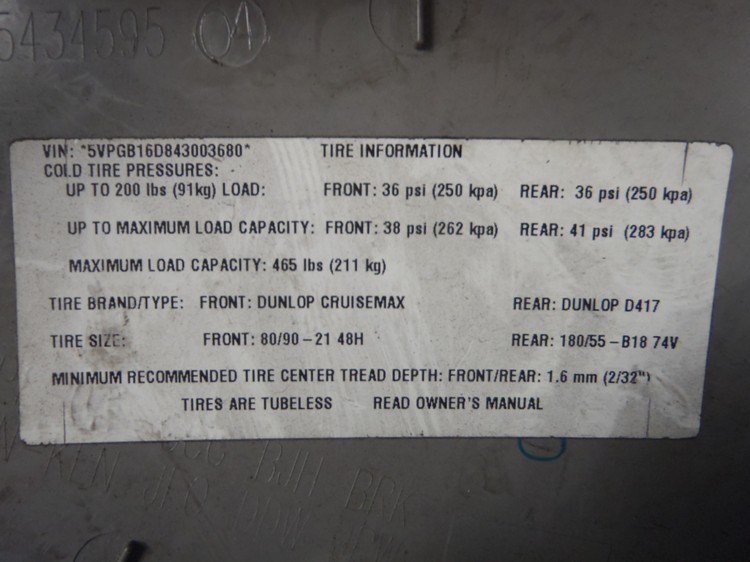 5434595 A
VIN: *5VPGB16D843003680* TIRE INFORMATION
COLD TIRE PRESSURES:
UP TO 200 lbs (91kg) LOAD: FRONT: 36 psi (250 kpa) REAR: 36 psi (250 kpa)
UP TO MAXIMUM LOAD CAPACITY: FRONT: 38 psi (262 kpa) REAR: 41 psi (283 kpa)
MAXIMUM LOAD CAPACITY: 465 lbs (211 kg)
TIRE BRAND/TYPE: FRONT: DUNLOP CRUISEMAX REAR: DUNLOP D417
TIRE SIZE: FRONT: 80/90-21 48H REAR: 180/55-B18 74V
MINIMUM RECOMMENDED TIRE CENTER TREAD DEPTH: FRONT/REAR: 1.6 mm (2/32")
TIRES ARE TUBELESS READ OWNER'S MANUAL
BJH BRK
KEN